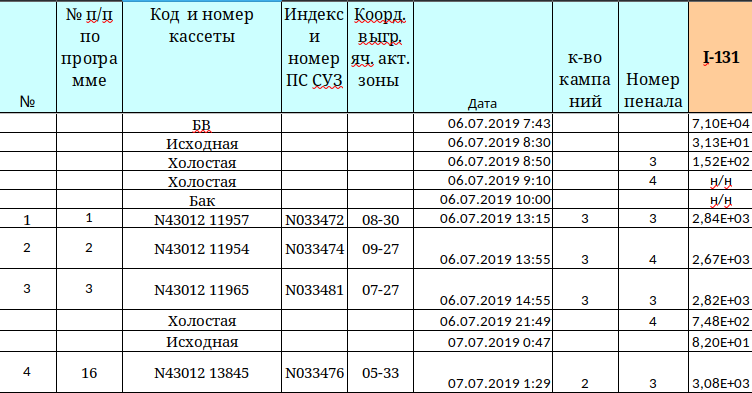 № № п/п по програ мме Код и номер кассеты Индекс и номер ПС СУЗ Коорд. выгр. яч. акт. зоны Дата к-во кампа ний Номер пенала I-131
БВ 06.07.2019 7:43 7,10E+04
Исходная 06.07.2019 8:30 3,13E+01
Холостая 06.07.2019 8:50 3 1,52E+02
Холостая 06.07.2019 9:10 4 н/н
Бак 06.07.2019 10:00 н/н
1 1 N43012 11957 N033472 08-30 06.07.2019 13:15 3 3 2,84E+03
2 2 N43012 11954 N033474 09-27 06.07.2019 13:55 3 4 2,67E+03
3 3 N43012 11965 N033481 07-27 06.07.2019 14:55 3 3 2,82E+03
Холостая 06.07.2019 21:49 4 7,48E+02
Исходная 07.07.2019 0:47 8,20E+01
4 16 N43012 13845 N033476 05-33 07.07.2019 1:29 2 3 3,08E+03